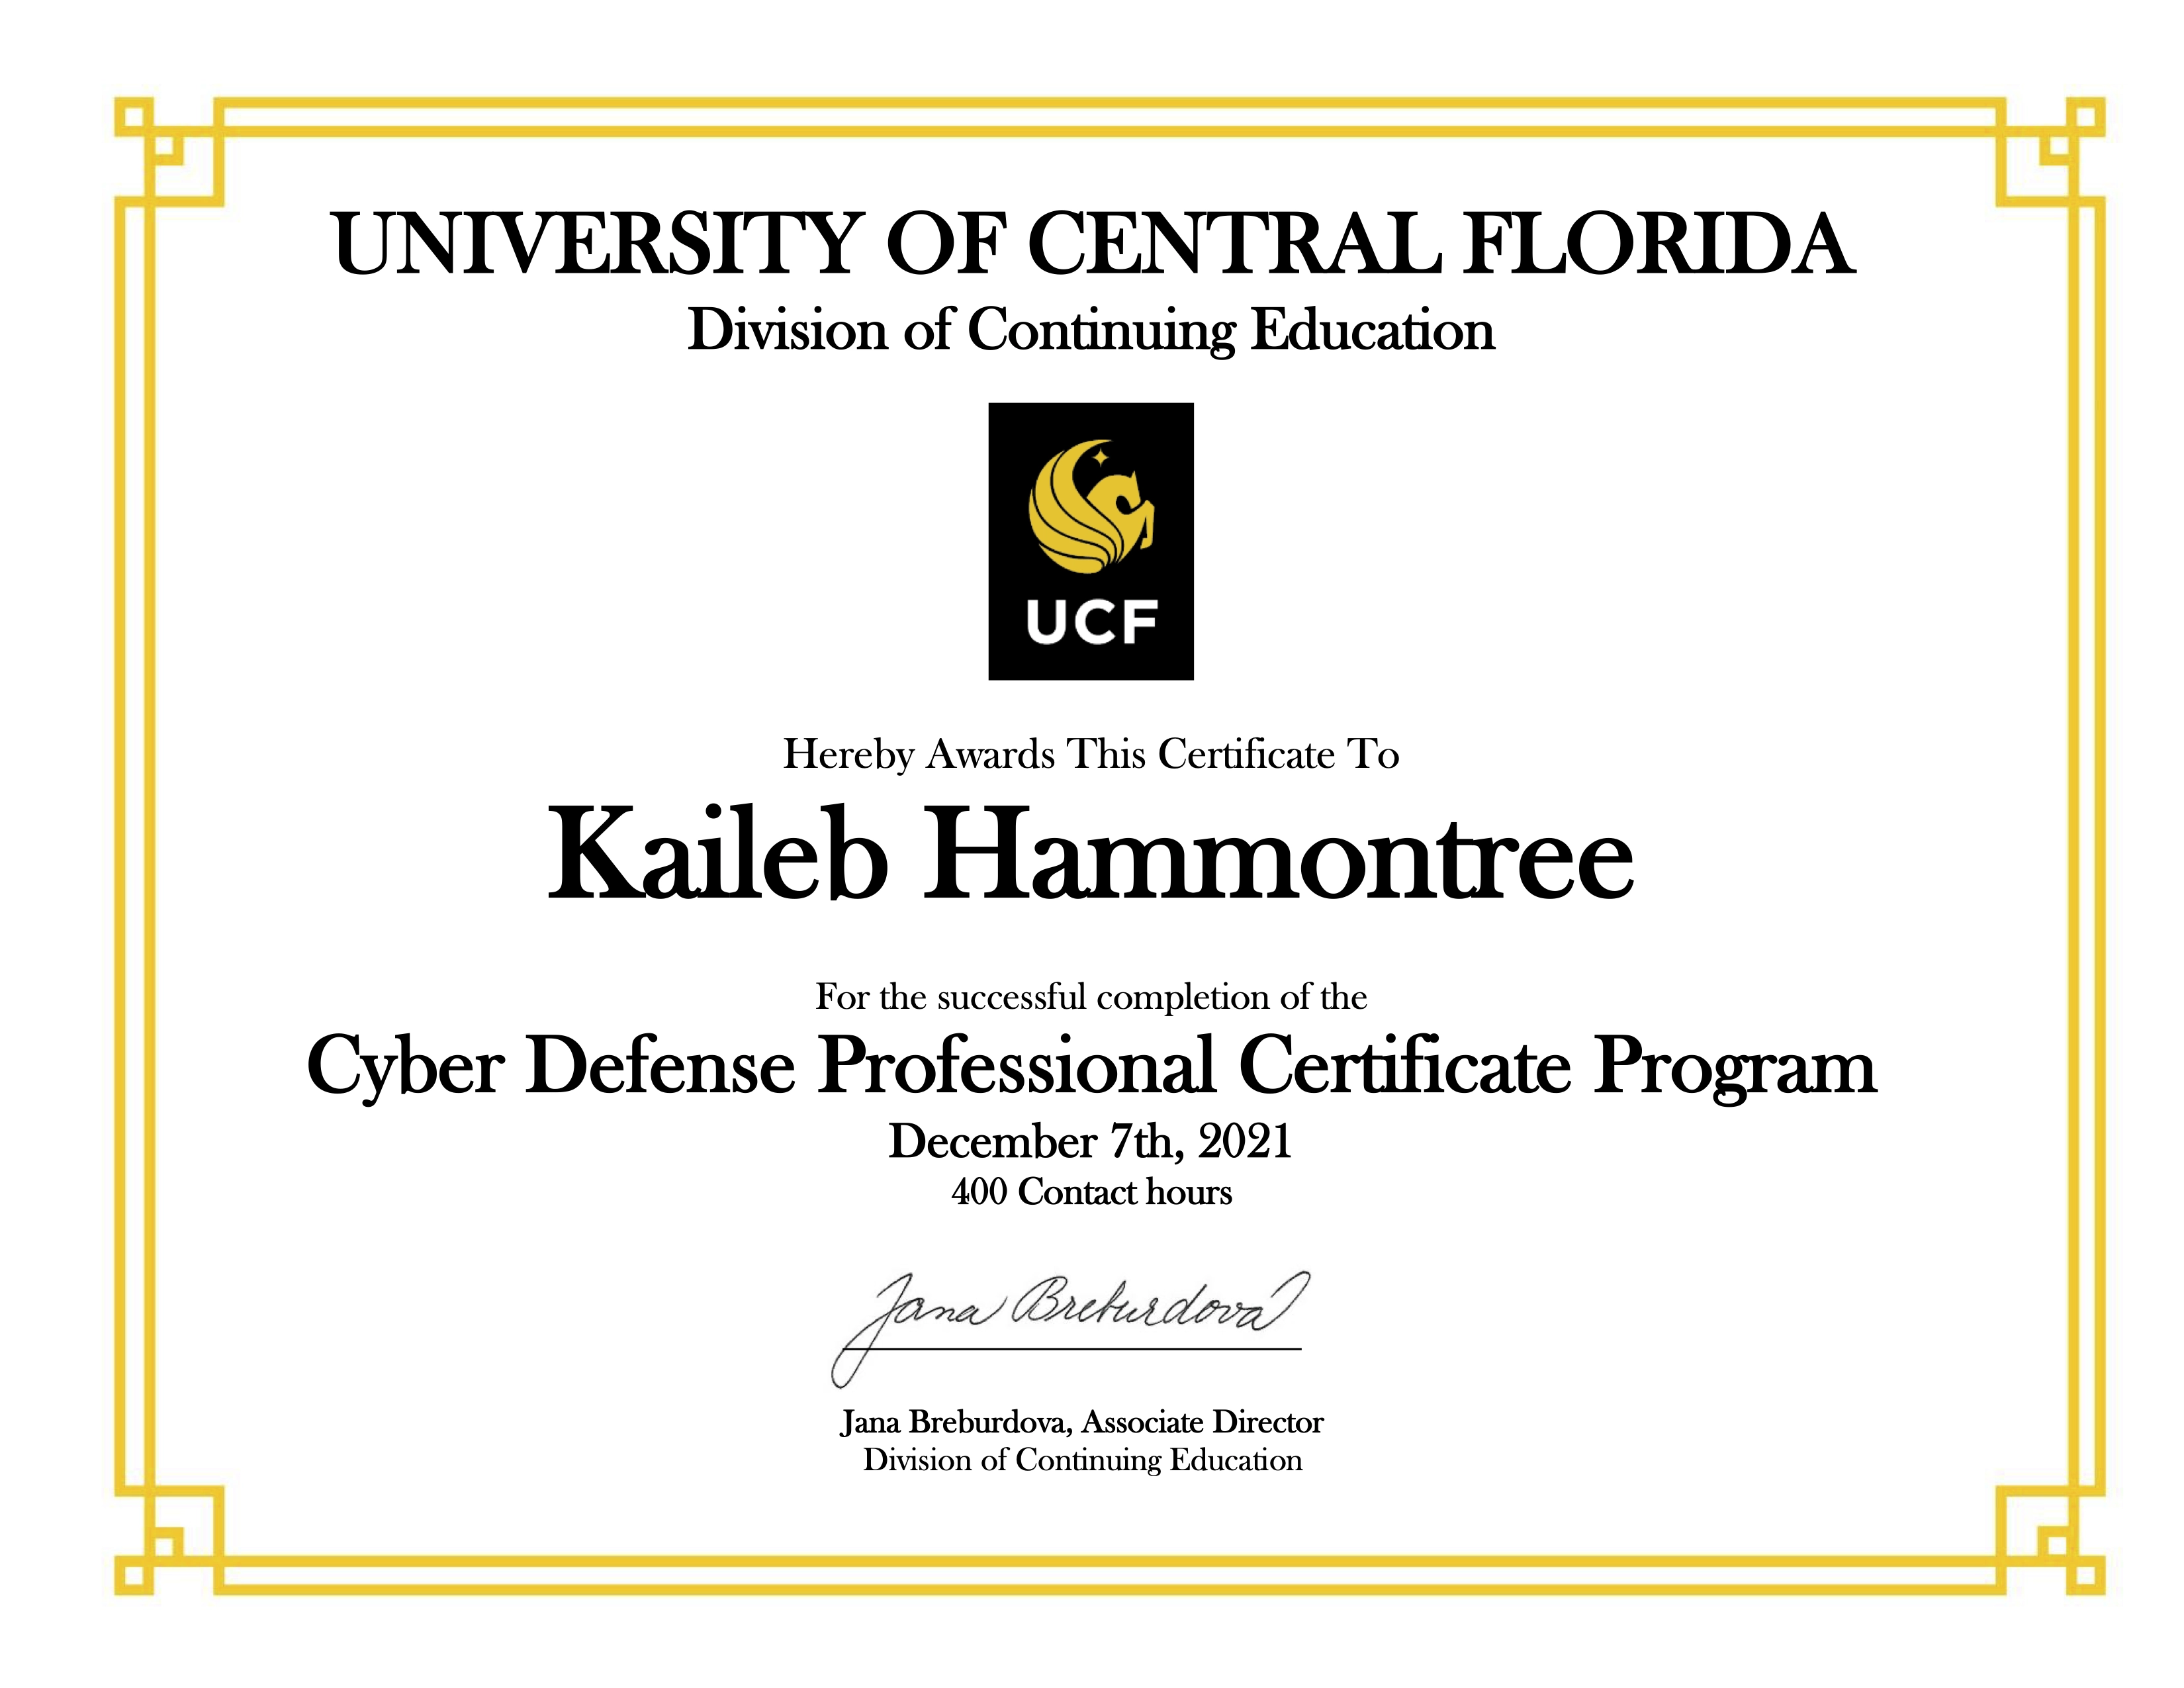 UNIVERSITY OF CENTRAL FLORIDA
Division of Continuing Education
UCF
Hereby Awards This Certificate To
Kaileb Hammontree
For the successful completion of the
Cyber Defense Professional Certificate Program
December 7th, 2021
400 Contact hours
Jana Breburdova
Jana Breburdova, Associate Director
Division of Continuing Education